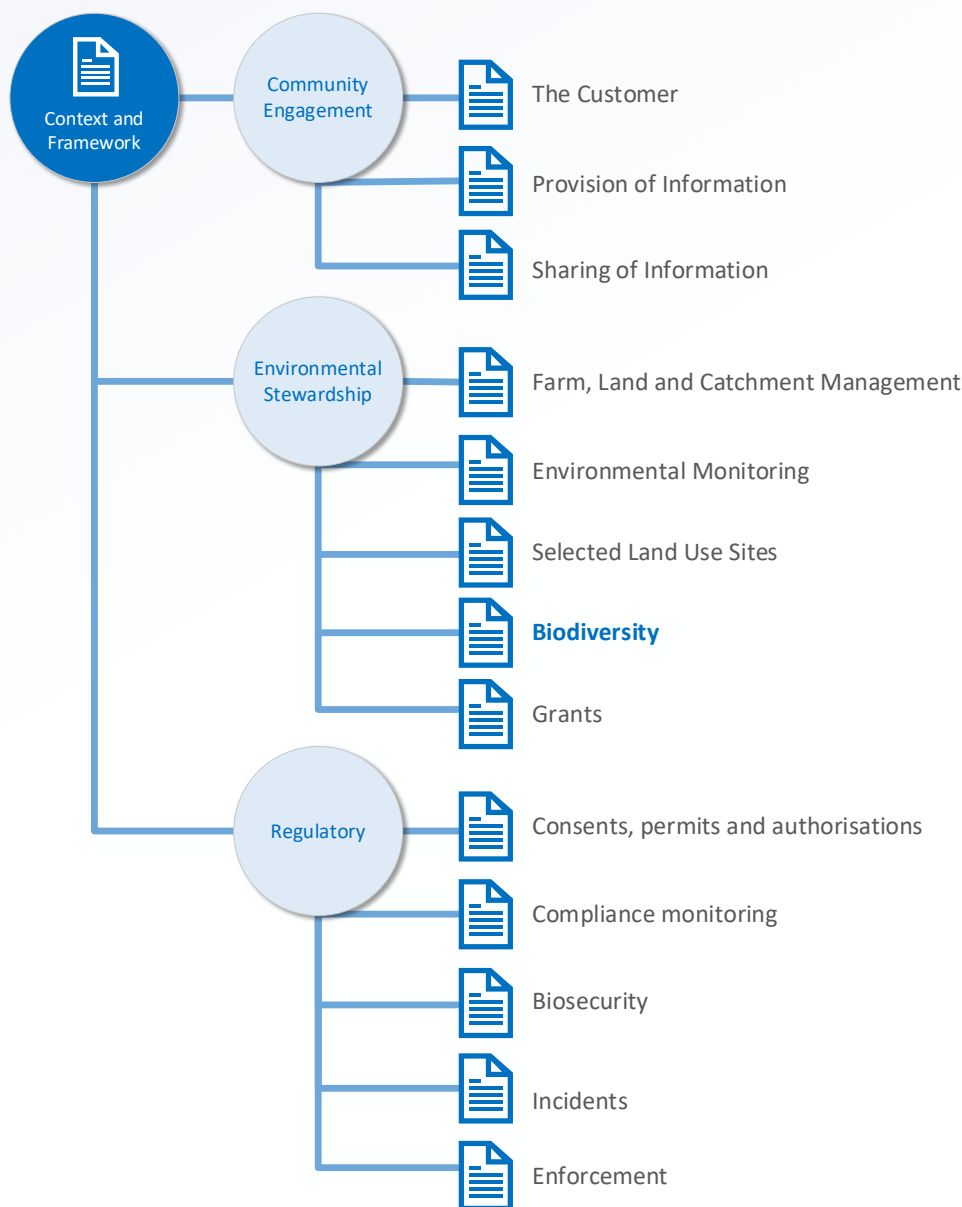 Context and
Framework
Community
Engagement
The Customer
Provision of Information
Sharing of Information
Environmental
Stewardship
Farm, Land and Catchment Management
Environmental Monitoring
Selected Land Use Sites
Biodiversity
Grants
Regulatory
Consents, permits and authorisations
Compliance monitoring
Biosecurity
Incidents
Enforcement